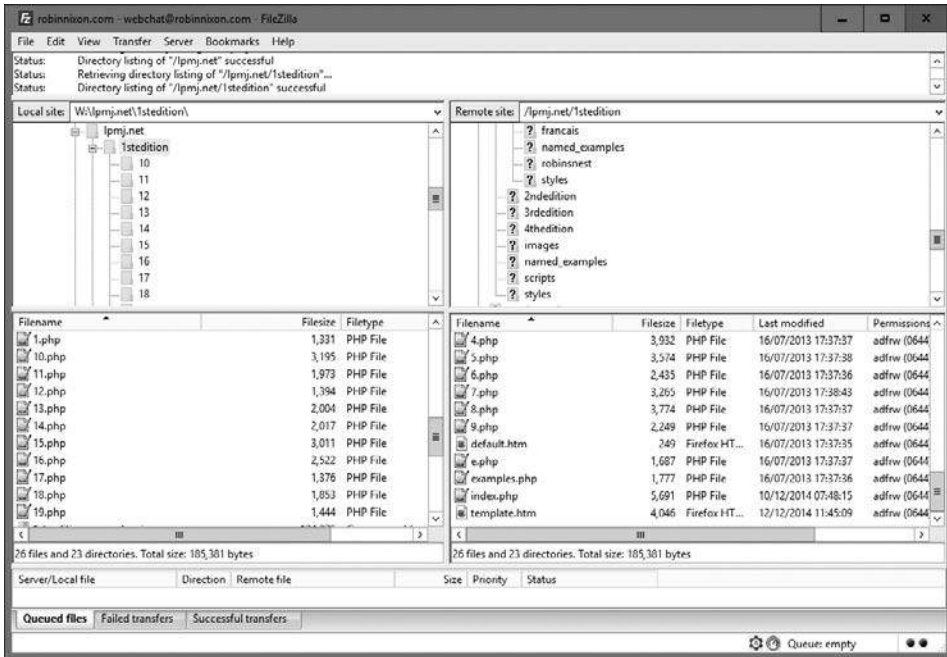 robinnixon.com - webchat@robinnixon.com - FileZilla
File Edit View Transfer Server Bookmarks Help
Status: Directory listing of "/lpmj.net" successful
Status: Retrieving directory listing of "/lpmj.net/1stedition"...
Status: Directory listing of "/lpmj.net/1stedition" successful
Local site: W:\lpmj.net\1stedition\
lpmj.net
1stedition
10
11
12
13
14
15
16
17
18
Remote site: /lpmj.net/1stedition
francais
named_examples
robinsnest
styles
2ndedition
3rdedition
4thedition
images
named_examples
scripts
styles
Filename Filesize Filetype
1.php 1,331 PHP File
10.php 3,195 PHP File
11.php 1,973 PHP File
12.php 1,394 PHP File
13.php 2,004 PHP File
14.php 2,017 PHP File
15.php 3,011 PHP File
16.php 2,522 PHP File
17.php 1,376 PHP File
18.php 1,853 PHP File
19.php 1,444 PHP File
26 files and 23 directories. Total size: 185,381 bytes
Filename Filesize Filetype Last modified Permissions
4.php 3,932 PHP File 16/07/2013 17:37:37 adfrw (0644
5.php 3,574 PHP File 16/07/2013 17:37:38 adfrw (0644
6.php 2,435 PHP File 16/07/2013 17:37:36 adfrw (0644
7.php 3,265 PHP File 16/07/2013 17:38:43 adfrw (0644
8.php 3,774 PHP File 16/07/2013 17:37:37 adfrw (0644
9.php 2,249 PHP File 16/07/2013 17:37:37 adfrw (0644
default.htm 249 Firefox HT... 16/07/2013 17:37:35 adfrw (0644
e.php 1,687 PHP File 16/07/2013 17:37:37 adfrw (0644
examples.php 1,777 PHP File 16/07/2013 17:37:36 adfrw (0644
index.php 5,691 PHP File 10/12/2014 07:48:15 adfrw (0644
template.htm 4,046 Firefox HT... 12/12/2014 11:45:09 adfrw (0644
26 files and 23 directories. Total size: 185,381 bytes
Server/Local file Direction Remote file Size Priority Status
Queued files Failed transfers Successful transfers
Queue: empty